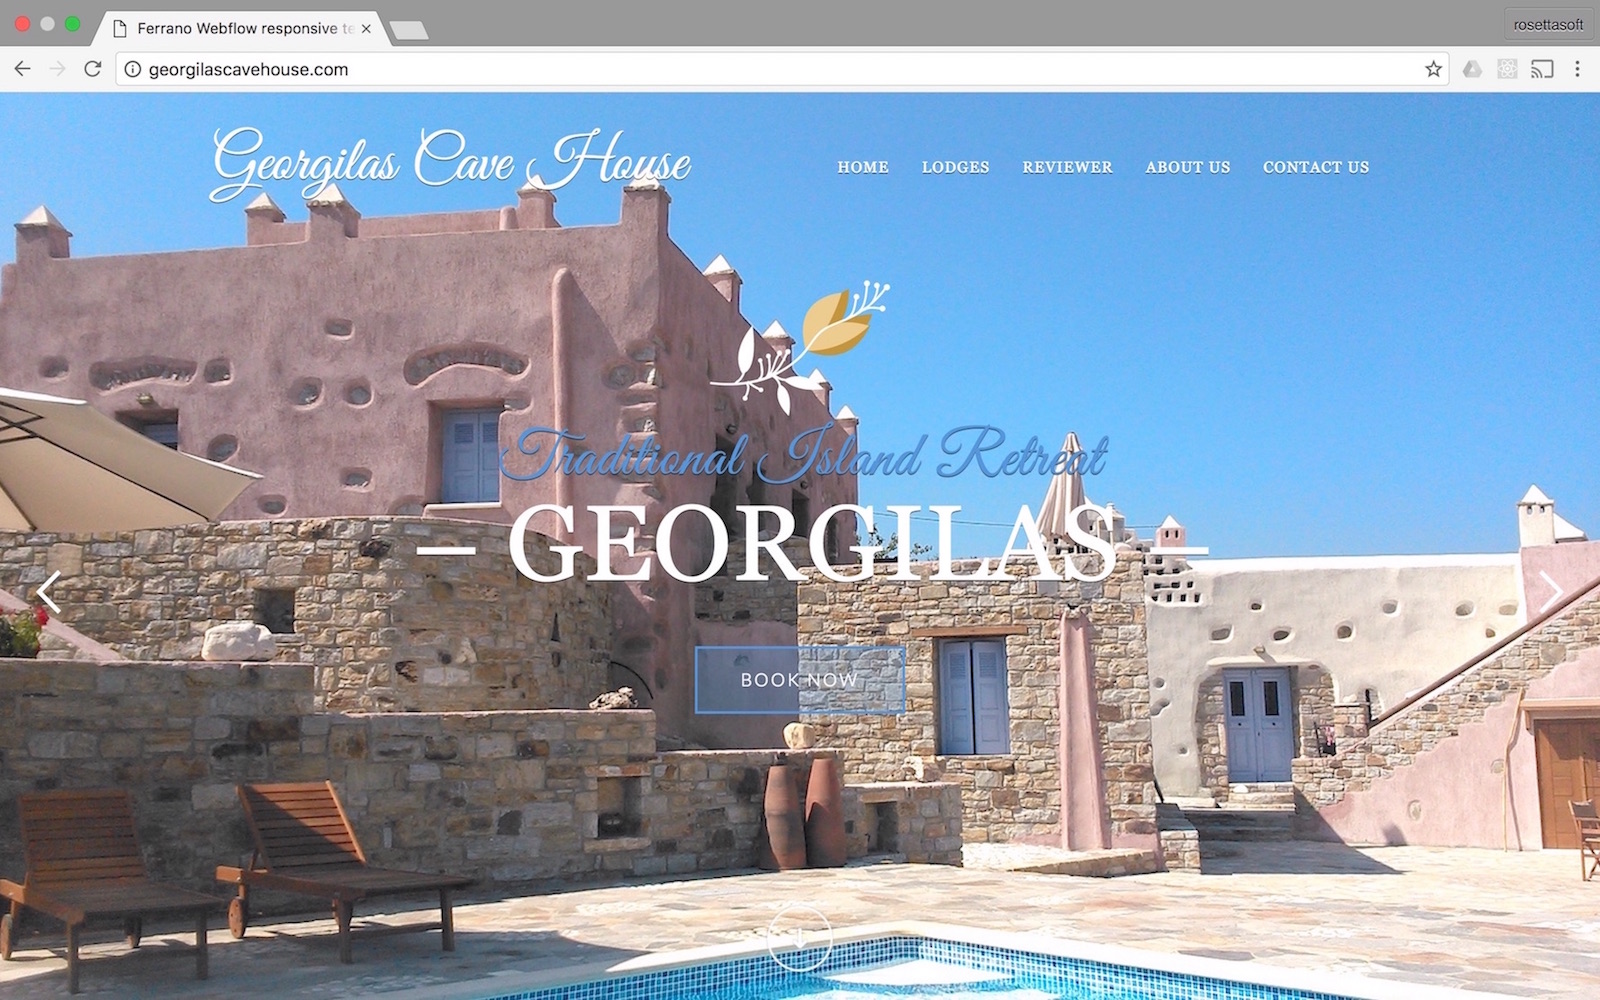 Ferrano Webflow responsive te
rosettasoft
georgilascavehouse.com
Georgilas Cave House
HOME LODGES REVIEWER ABOUT US CONTACT US
Traditional Island Retreat
– GEORGILAS –
BOOK NOW